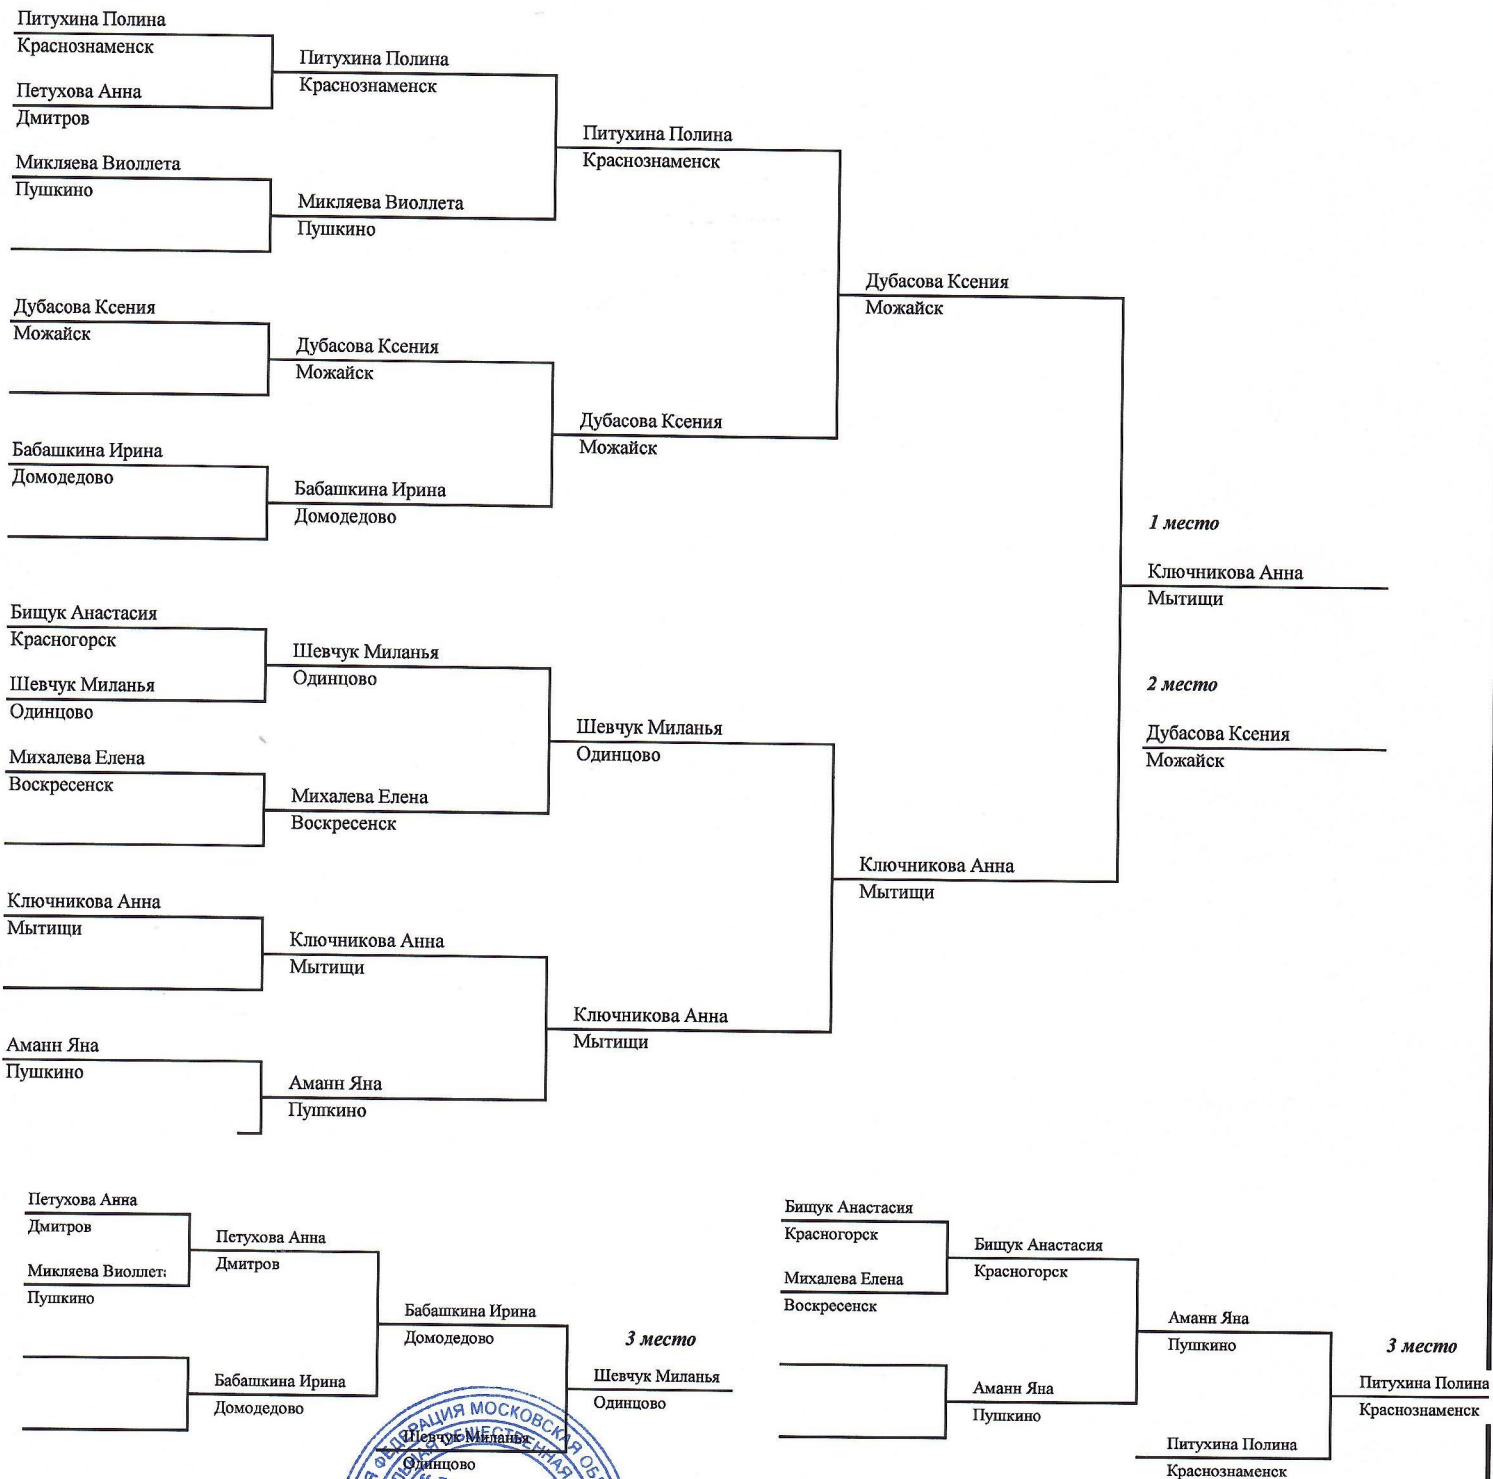 Питухина Полина
Краснознаменск
Петухова Анна
Дмитров
Микляева Виоллета
Пушкино
Дубасова Ксения
Можайск
Бабашкина Ирина
Домодедово
Бищук Анастасия
Красногорск
Шевчук Миланья
Одинцово
Михалева Елена
Воскресенск
Ключникова Анна
Мытищи
Аманн Яна
Пушкино
Питухина Полина
Краснознаменск
Микляева Виоллета
Пушкино
Дубасова Ксения
Можайск
Бабашкина Ирина
Домодедово
Шевчук Миланья
Одинцово
Михалева Елена
Воскресенск
Ключникова Анна
Мытищи
Аманн Яна
Пушкино
Питухина Полина
Краснознаменск
Дубасова Ксения
Можайск
Шевчук Миланья
Одинцово
Ключникова Анна
Мытищи
Дубасова Ксения
Можайск
Ключникова Анна
Мытищи
1 место
Ключникова Анна
Мытищи
2 место
Дубасова Ксения
Можайск
Петухова Анна
Дмитров
Микляева Виоллет
Пушкино
Петухова Анна
Дмитров
Бабашкина Ирина
Домодедово
Бабашкина Ирина
Домодедово
Шевчук Миланья
Одинцово
3 место
Шевчук Миланья
Одинцово
ФЕДЕРАЦИЯ МОСКОВСКАЯ
ОБЩЕСТВЕННАЯ
Бищук Анастасия
Красногорск
Михалева Елена
Воскресенск
Бищук Анастасия
Красногорск
Аманн Яна
Пушкино
Аманн Яна
Пушкино
Питухина Полина
Краснознаменск
3 место
Питухина Полина
Краснознаменск